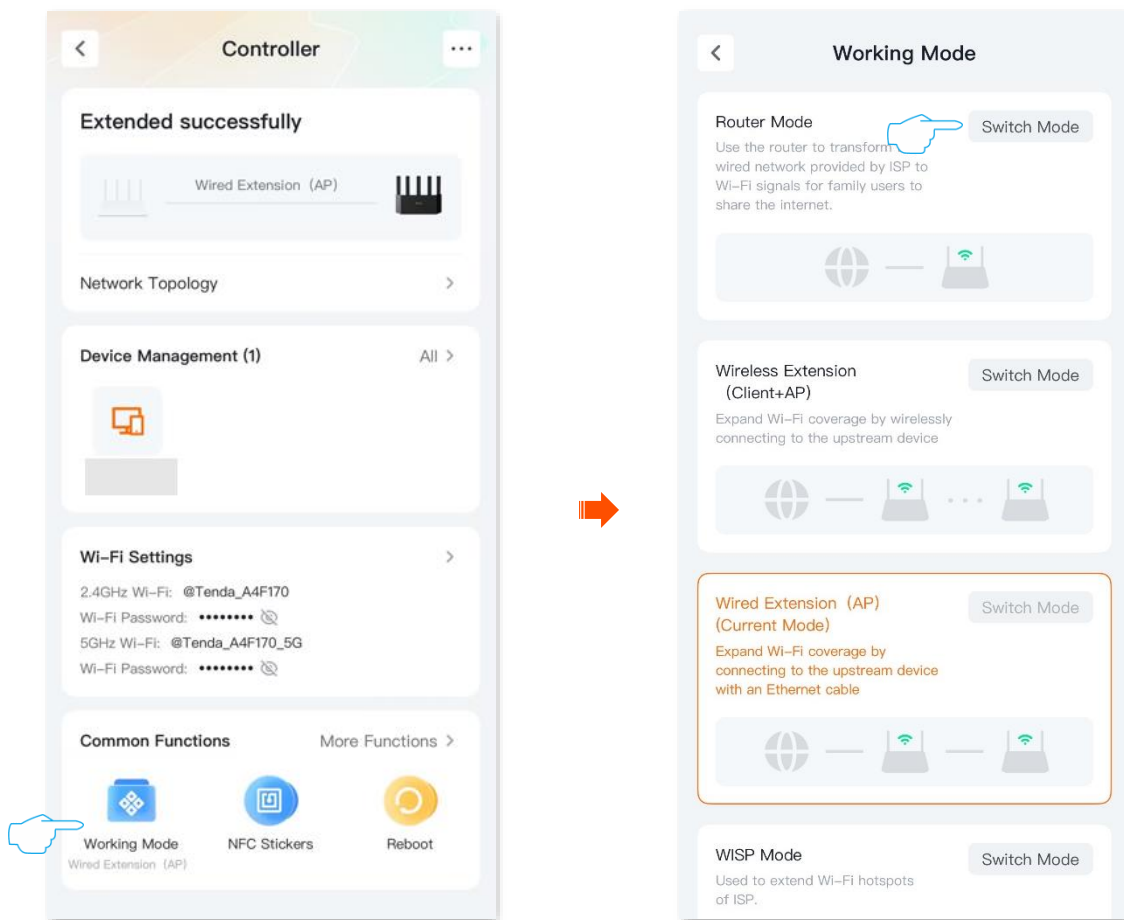 Controller
Extended successfully
Wired Extension (AP)
Network Topology
Device Management (1)
All
Wi-Fi Settings
2.4GHz Wi-Fi: @Tenda_A4F170
Wi-Fi Password: ••••••••
5GHz Wi-Fi: @Tenda_A4F170_5G
Wi-Fi Password: ••••••••
Common Functions
More Functions
Working Mode
Wired Extension (AP)
NFC Stickers
Reboot
Working Mode
Router Mode
Switch Mode
Use the router to transform
wired network provided by ISP to
Wi-Fi signals for family users to
share the internet.
Wireless Extension
(Client+AP)
Switch Mode
Expand Wi-Fi coverage by wirelessly
connecting to the upstream device
Wired Extension (AP)
(Current Mode)
Switch Mode
Expand Wi-Fi coverage by
connecting to the upstream device
with an Ethernet cable
WISP Mode
Switch Mode
Used to extend Wi-Fi hotspots
of ISP.